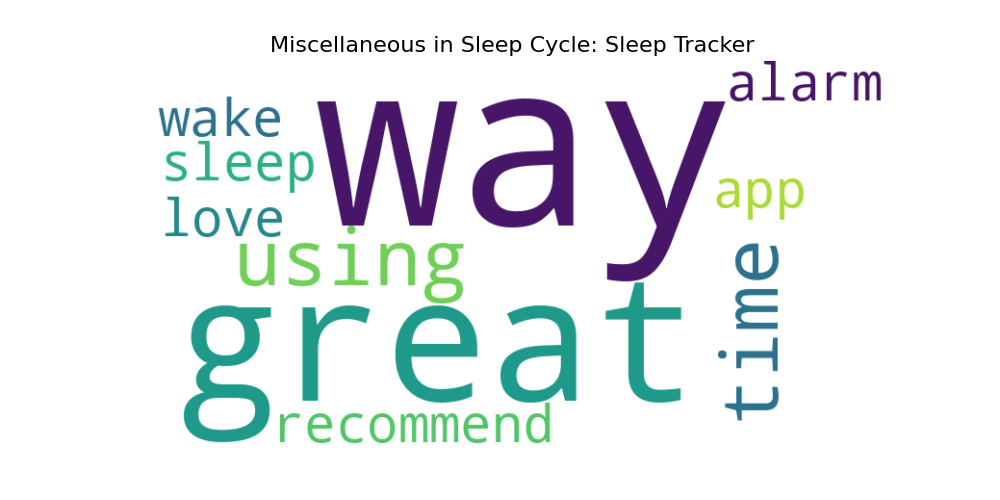 Miscellaneous in Sleep Cycle: Sleep Tracker
alarm
wake
way
sleep
app
love
using
time
great
recommend